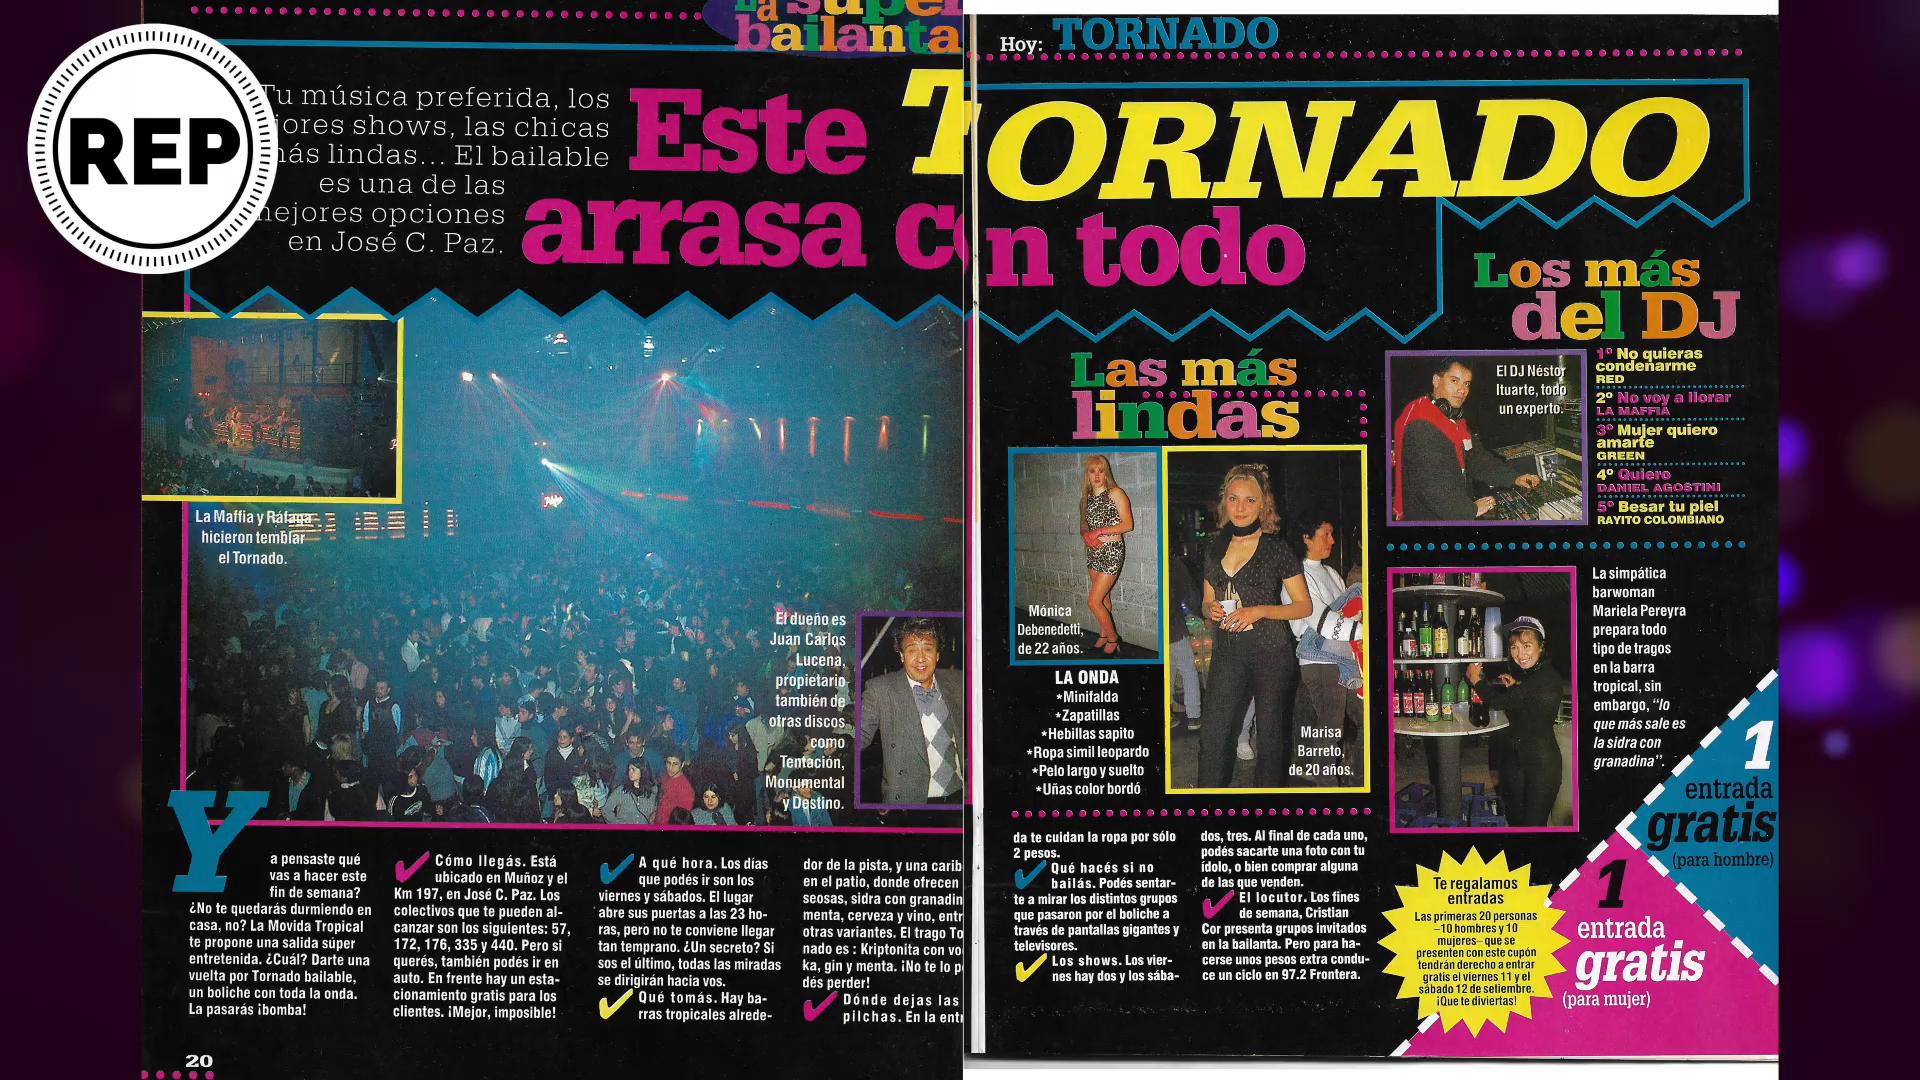 REP
La super
bailanta
Tu música preferida, los
jores shows, las chicas
más lindas... El bailable
es una de las
mejores opciones
en José C. Paz.
Este TORNADO
arrasa con todo
Hoy: TORNADO
La Maffia y Ráfaga
hicieron temblar
el Tornado.
El dueño es
Juan Carlos
Lucena,
propietario
también de
otras discos
como
Tentación,
Monumental
y Destino.
Y
a pensaste qué
vas a hacer este
fin de semana?
¿No te quedarás durmiendo en
casa, no? La Movida Tropical
te propone una salida súper
entretenida. ¿Cuál? Darte una
vuelta por Tornado bailable,
un boliche con toda la onda.
La pasarás ¡bomba!
Cómo llegás. Está
ubicado en Muñoz y el
Km 197, en José C. Paz. Los
colectivos que te pueden al-
canzar son los siguientes: 57,
172, 176, 335 y 440. Pero si
querés, también podés ir en
auto. En frente hay un esta-
cionamiento gratis para los
clientes. ¡Mejor, imposible!
A qué hora. Los días
que podés ir son los
viernes y sábados. El lugar
abre sus puertas a las 23 ho-
ras, pero no te conviene llegar
tan temprano. ¿Un secreto? Si
sos el último, todas las miradas
se dirigirán hacia vos.
Qué tomás. Hay ba-
rras tropicales alrede-
dor de la pista, y una carib
en el patio, donde ofrecen
seosas, sidra con granadin
menta, cerveza y vino, entr
otras variantes. El trago To
nado es : Kriptonita con vo
ka, gin y menta. ¡No te lo p
dés perder!
Dónde dejas las
pilchas. En la entr
20
Las más
lindas
Mónica
Debenedetti,
de 22 años.
LA ONDA
*Minifalda
*Zapatillas
*Hebillas sapito
*Ropa simil leopardo
*Pelo largo y suelto
*Uñas color bordó
Marisa
Barreto,
de 20 años.
da te cuidan la ropa por sólo
2 pesos.
Qué hacés si no
bailás. Podés sentar-
te a mirar los distintos grupos
que pasaron por el boliche a
través de pantallas gigantes y
televisores.
Los shows. Los vier-
nes hay dos y los sába-
dos, tres. Al final de cada uno,
podés sacarte una foto con tu
ídolo, o bien comprar alguna
de las que venden.
El locutor. Los fines
de semana, Cristian
Cor presenta grupos invitados
en la bailanta. Pero para ha-
cerse unos pesos extra condu-
ce un ciclo en 97.2 Frontera.
Los más
del DJ
El DJ Néstor
Ituarte, todo
un experto.
1º No quieras
condenarme
RED
2º No voy a llorar
LA MAFFIA
3º Mujer quiero
amarte
GREEN
4º Quiero
DANIEL AGOSTINI
5º Besar tu piel
RAYITO COLOMBIANO
La simpática
barwoman
Mariela Pereyra
prepara todo
tipo de tragos
en la barra
tropical, sin
embargo, "lo
que más sale es
la sidra con
granadina".
Te regalamos
entradas
Las primeras 20 personas
–10 hombres y 10
mujeres– que se
presenten con este cupón
tendrán derecho a entrar
gratis el viernes 11 y el
sábado 12 de setiembre.
¡Que te diviertas!
1
entrada
gratis
(para hombre)
1
entrada
gratis
(para mujer)